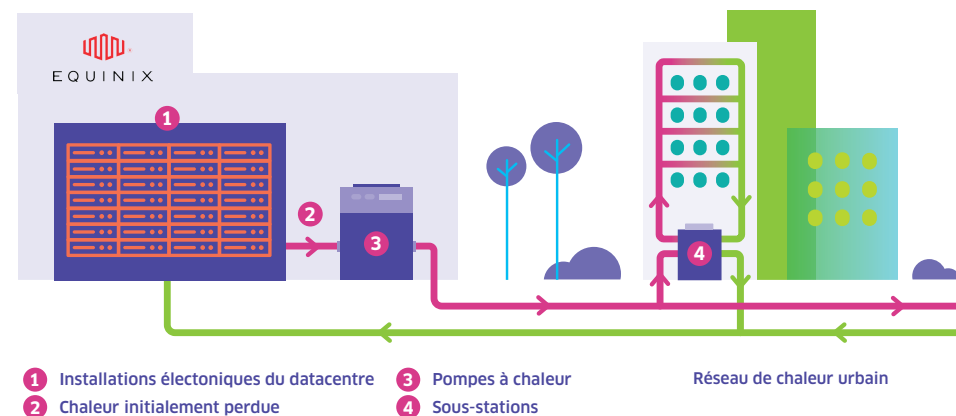 EQUINIX
1
2
3
4
1 Installations électoniques du datacentre
2 Chaleur initialement perdue
3 Pompes à chaleur
4 Sous-stations
Réseau de chaleur urbain